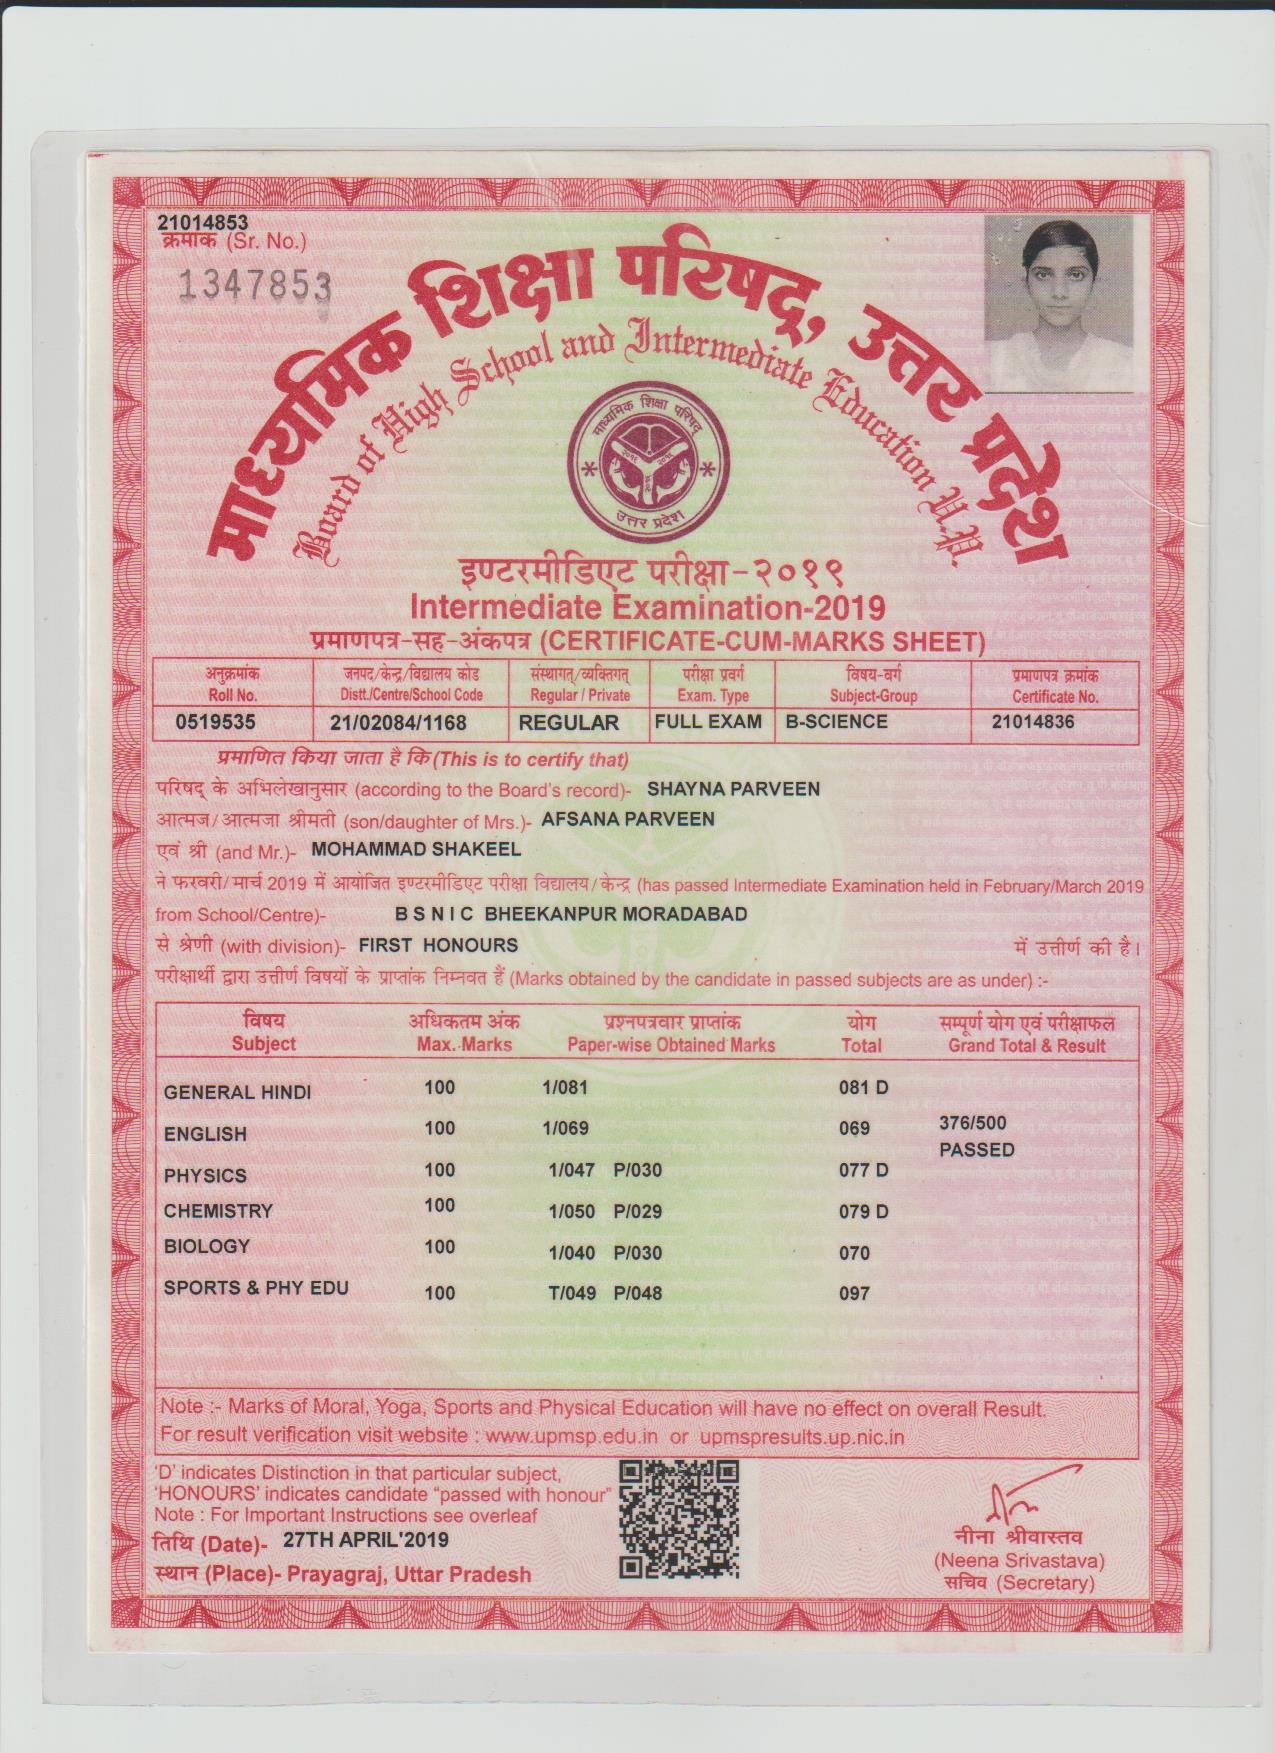 21014853
क्रमांक (Sr. No.)
1347853
माध्यमिक शिक्षा परिषद्, उत्तर प्रदेश
Board of High School and Intermediate Education U.P.
माध्यमिक शिक्षा परिषद्
उत्तर प्रदेश
इण्टरमीडिएट परीक्षा-२०१९
Intermediate Examination-2019
प्रमाणपत्र-सह-अंकपत्र (CERTIFICATE-CUM-MARKS SHEET)
अनुक्रमांक जनपद/केन्द्र/विद्यालय कोड संस्थागत्/व्यक्तिगत् परीक्षा प्रवर्ग विषय-वर्ग प्रमाणपत्र क्रमांक
Roll No. Distt./Centre/School Code Regular / Private Exam. Type Subject-Group Certificate No.
0519535 21/02084/1168 REGULAR FULL EXAM B-SCIENCE 21014836
प्रमाणित किया जाता है कि (This is to certify that)
परिषद् के अभिलेखानुसार (according to the Board's record)- SHAYNA PARVEEN
आत्मज/आत्मजा श्रीमती (son/daughter of Mrs.)- AFSANA PARVEEN
एवं श्री (and Mr.)- MOHAMMAD SHAKEEL
ने फरवरी/मार्च 2019 में आयोजित इण्टरमीडिएट परीक्षा विद्यालय/केन्द्र (has passed Intermediate Examination held in February/March 2019
from School/Centre)- B S N I C BHEEKANPUR MORADABAD
से श्रेणी (with division)- FIRST HONOURS में उत्तीर्ण की है।
परीक्षार्थी द्वारा उत्तीर्ण विषयों के प्राप्तांक निम्नवत हैं (Marks obtained by the candidate in passed subjects are as under) :-
विषय अधिकतम अंक प्रश्नपत्रवार प्राप्तांक योग सम्पूर्ण योग एवं परीक्षाफल
Subject Max. Marks Paper-wise Obtained Marks Total Grand Total & Result
GENERAL HINDI 100 1/081 081 D
ENGLISH 100 1/069 069 376/500
PASSED
PHYSICS 100 1/047 P/030 077 D
CHEMISTRY 100 1/050 P/029 079 D
BIOLOGY 100 1/040 P/030 070
SPORTS & PHY EDU 100 T/049 P/048 097
Note :- Marks of Moral, Yoga, Sports and Physical Education will have no effect on overall Result.
For result verification visit website : www.upmsp.edu.in or upmspresults.up.nic.in
'D' indicates Distinction in that particular subject,
'HONOURS' indicates candidate "passed with honour"
Note : For Important Instructions see overleaf
तिथि (Date)- 27TH APRIL'2019
स्थान (Place)- Prayagraj, Uttar Pradesh
नीना श्रीवास्तव
(Neena Srivastava)
सचिव (Secretary)